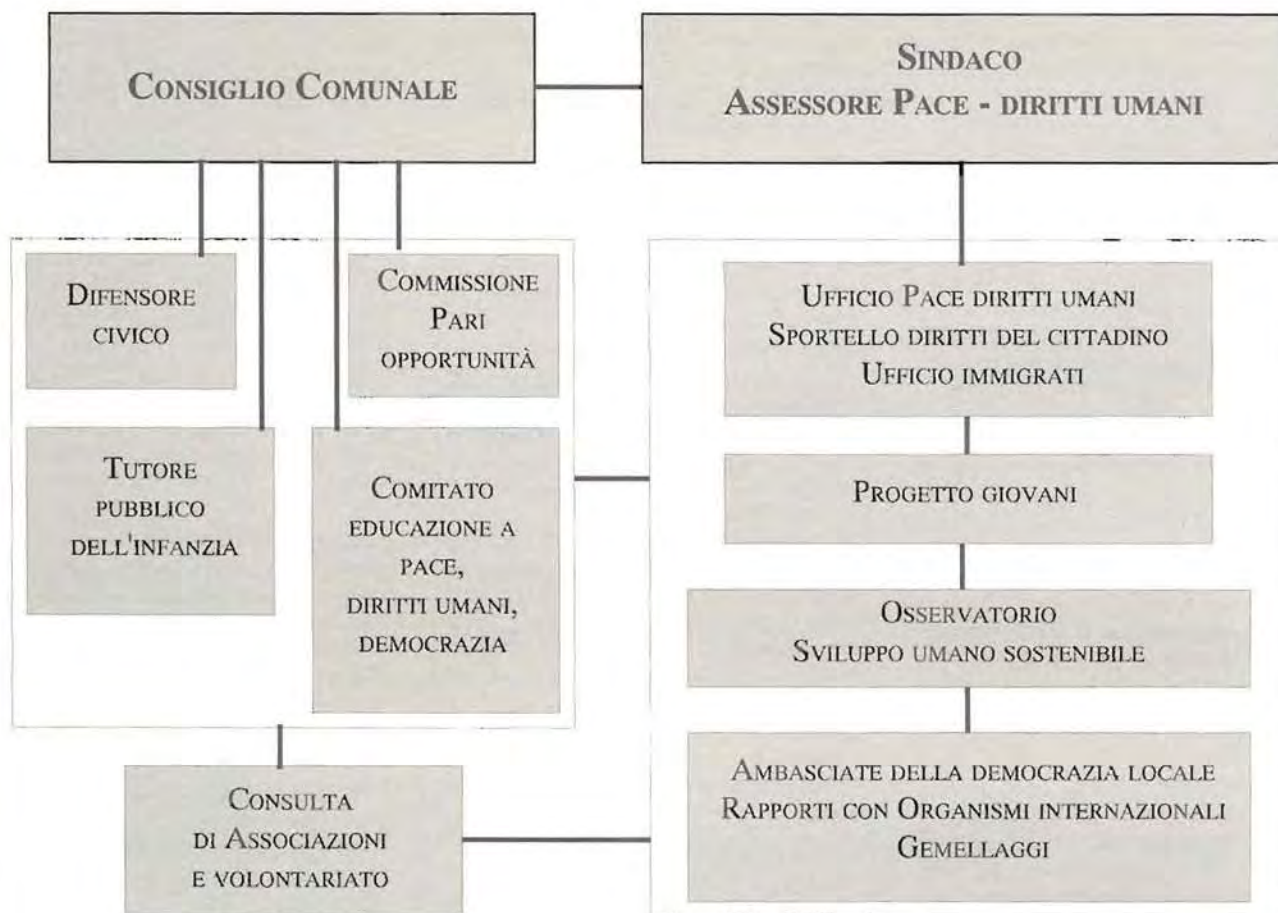 CONSIGLIO COMUNALE
SINDACO
ASSESSORE PACE - DIRITTI UMANI
DIFENSORE
CIVICO
COMMISSIONE
PARI
OPPORTUNITÀ
TUTORE
PUBBLICO
DELL'INFANZIA
COMITATO
EDUCAZIONE A
PACE,
DIRITTI UMANI,
DEMOCRAZIA
CONSULTA
DI ASSOCIAZIONI
E VOLONTARIATO
UFFICIO PACE DIRITTI UMANI
SPORTELLO DIRITTI DEL CITTADINO
UFFICIO IMMIGRATI
PROGETTO GIOVANI
OSSERVATORIO
SVILUPPO UMANO SOSTENIBILE
AMBASCIATE DELLA DEMOCRAZIA LOCALE
RAPPORTI CON ORGANISMI INTERNAZIONALI
GEMELLAGGI